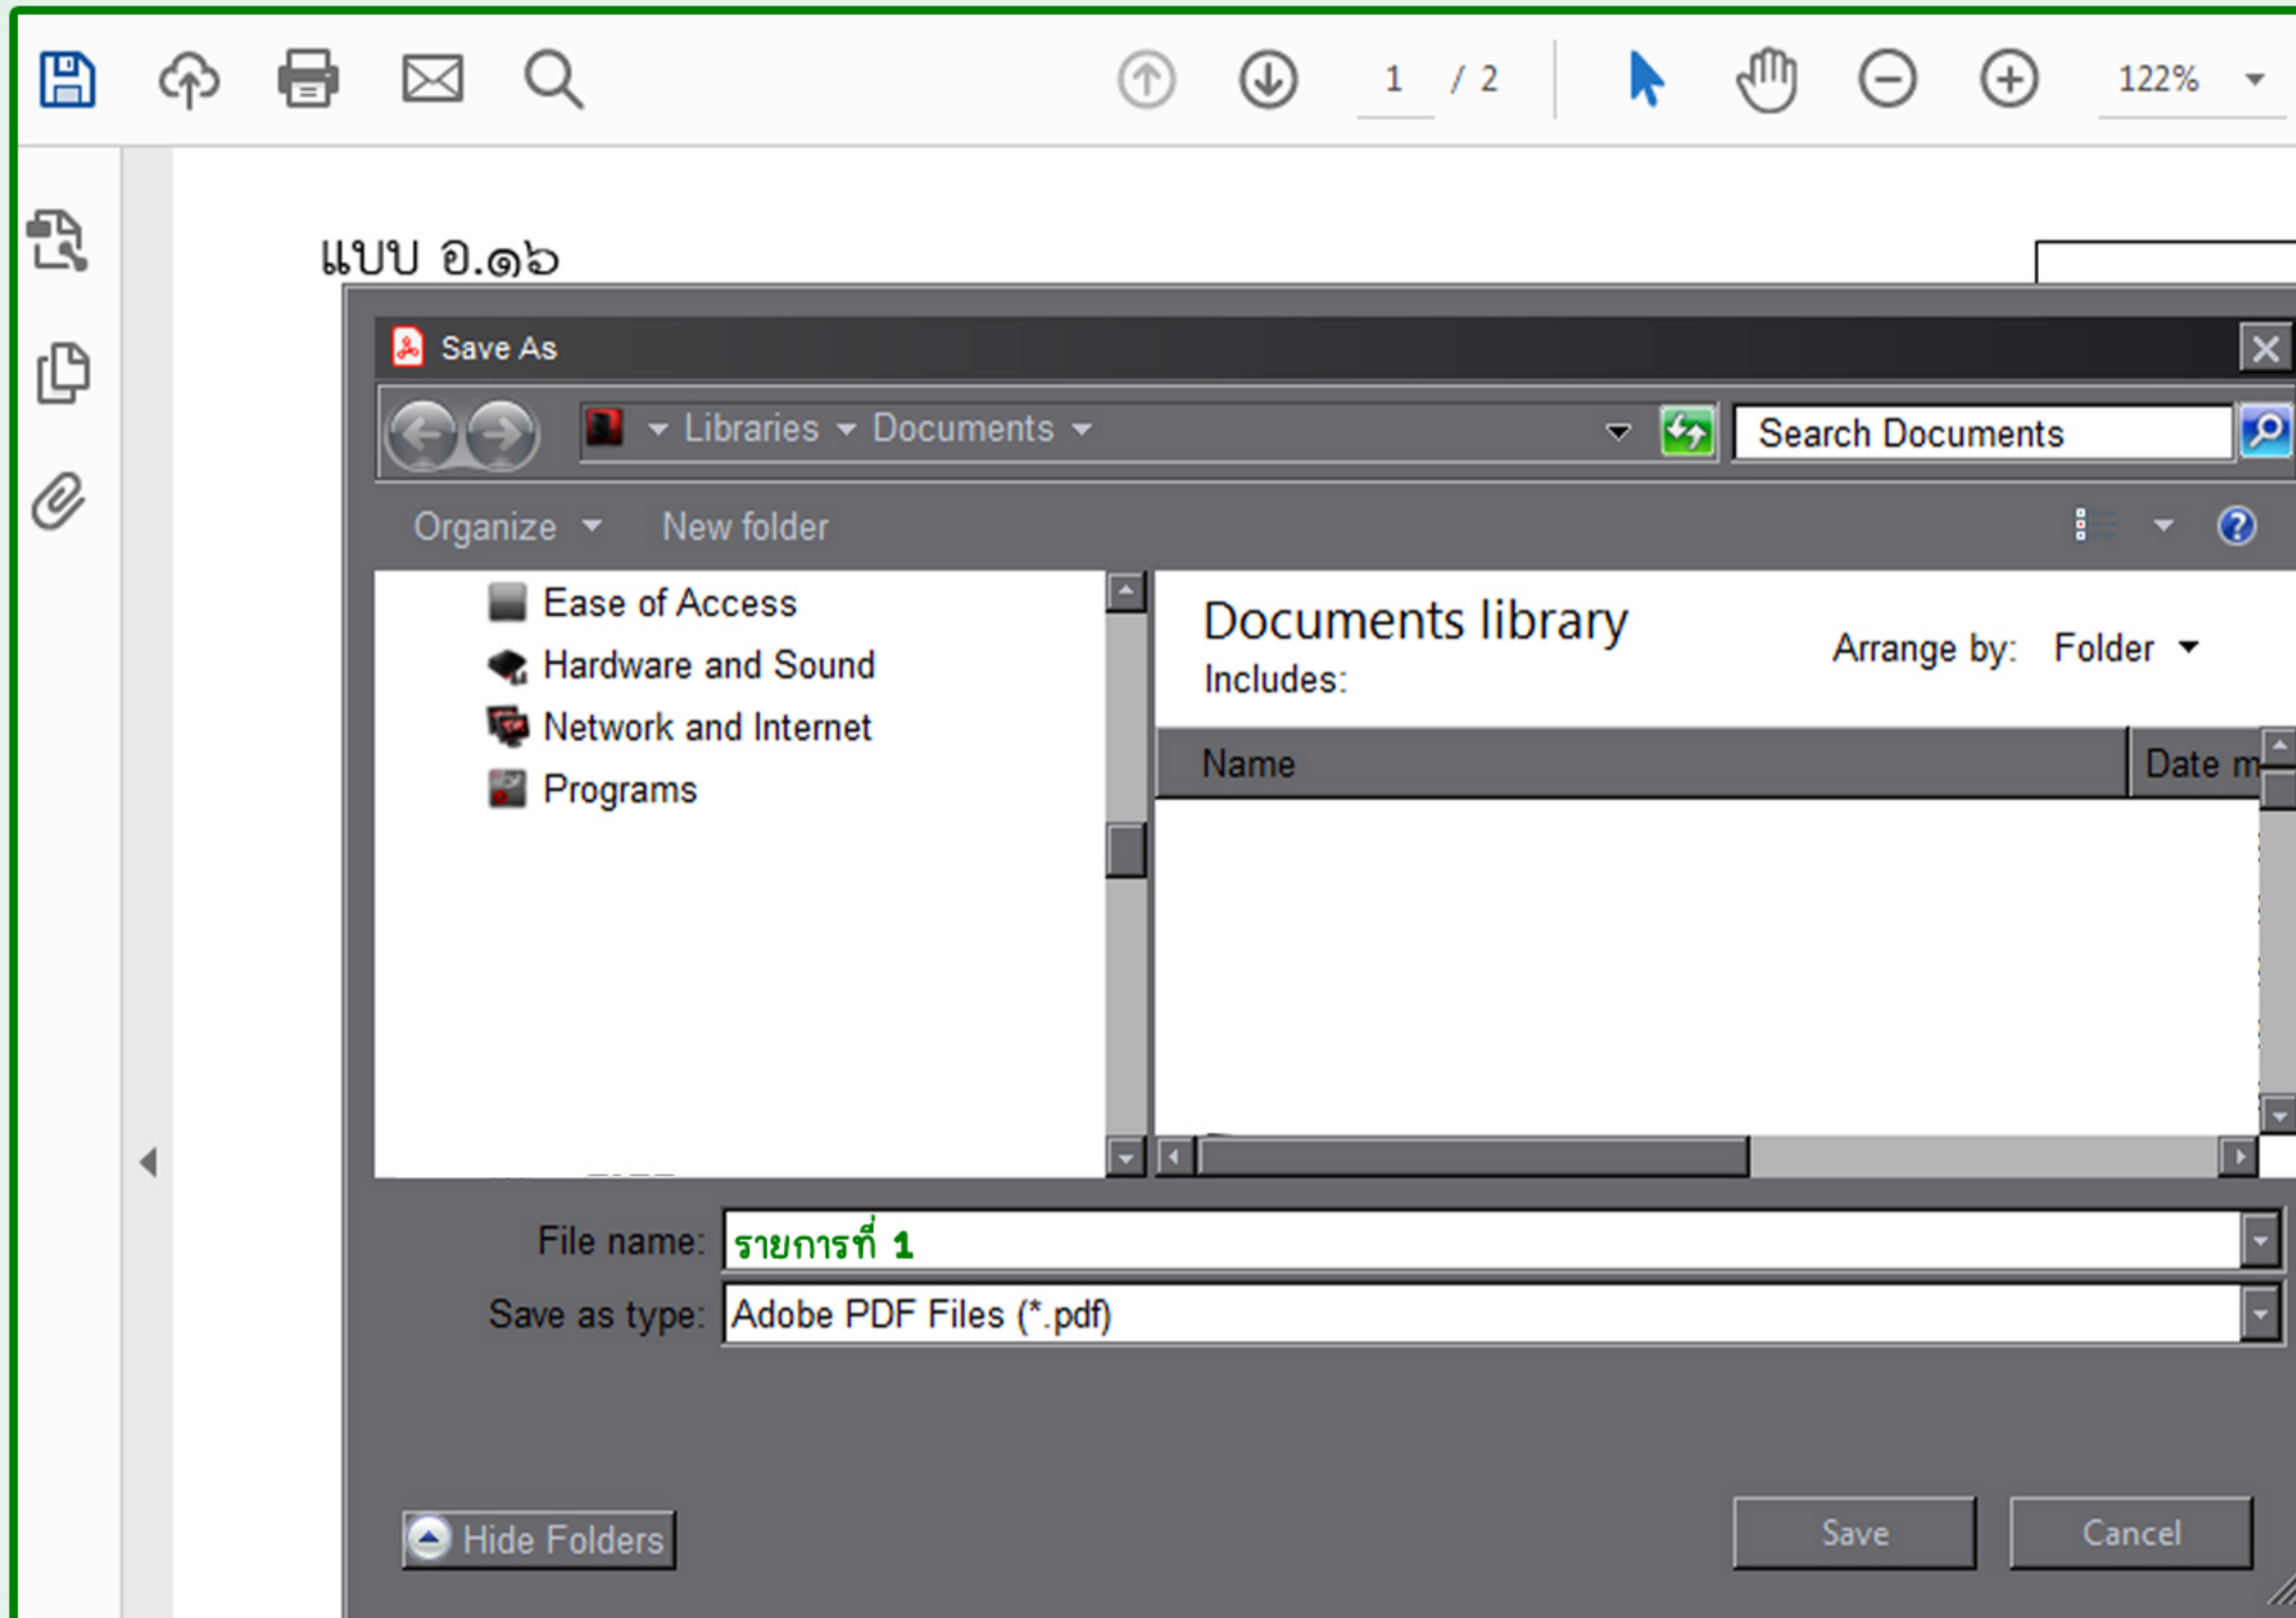 1 / 2 122%
แบบ อ.๑๖
Save As
Libraries Documents Search Documents
Organize New folder
Ease of Access
Hardware and Sound
Network and Internet
Programs
Documents library
Includes:
Arrange by: Folder
Name Date m
File name: รายการที่ 1
Save as type: Adobe PDF Files (*.pdf)
Hide Folders Save Cancel